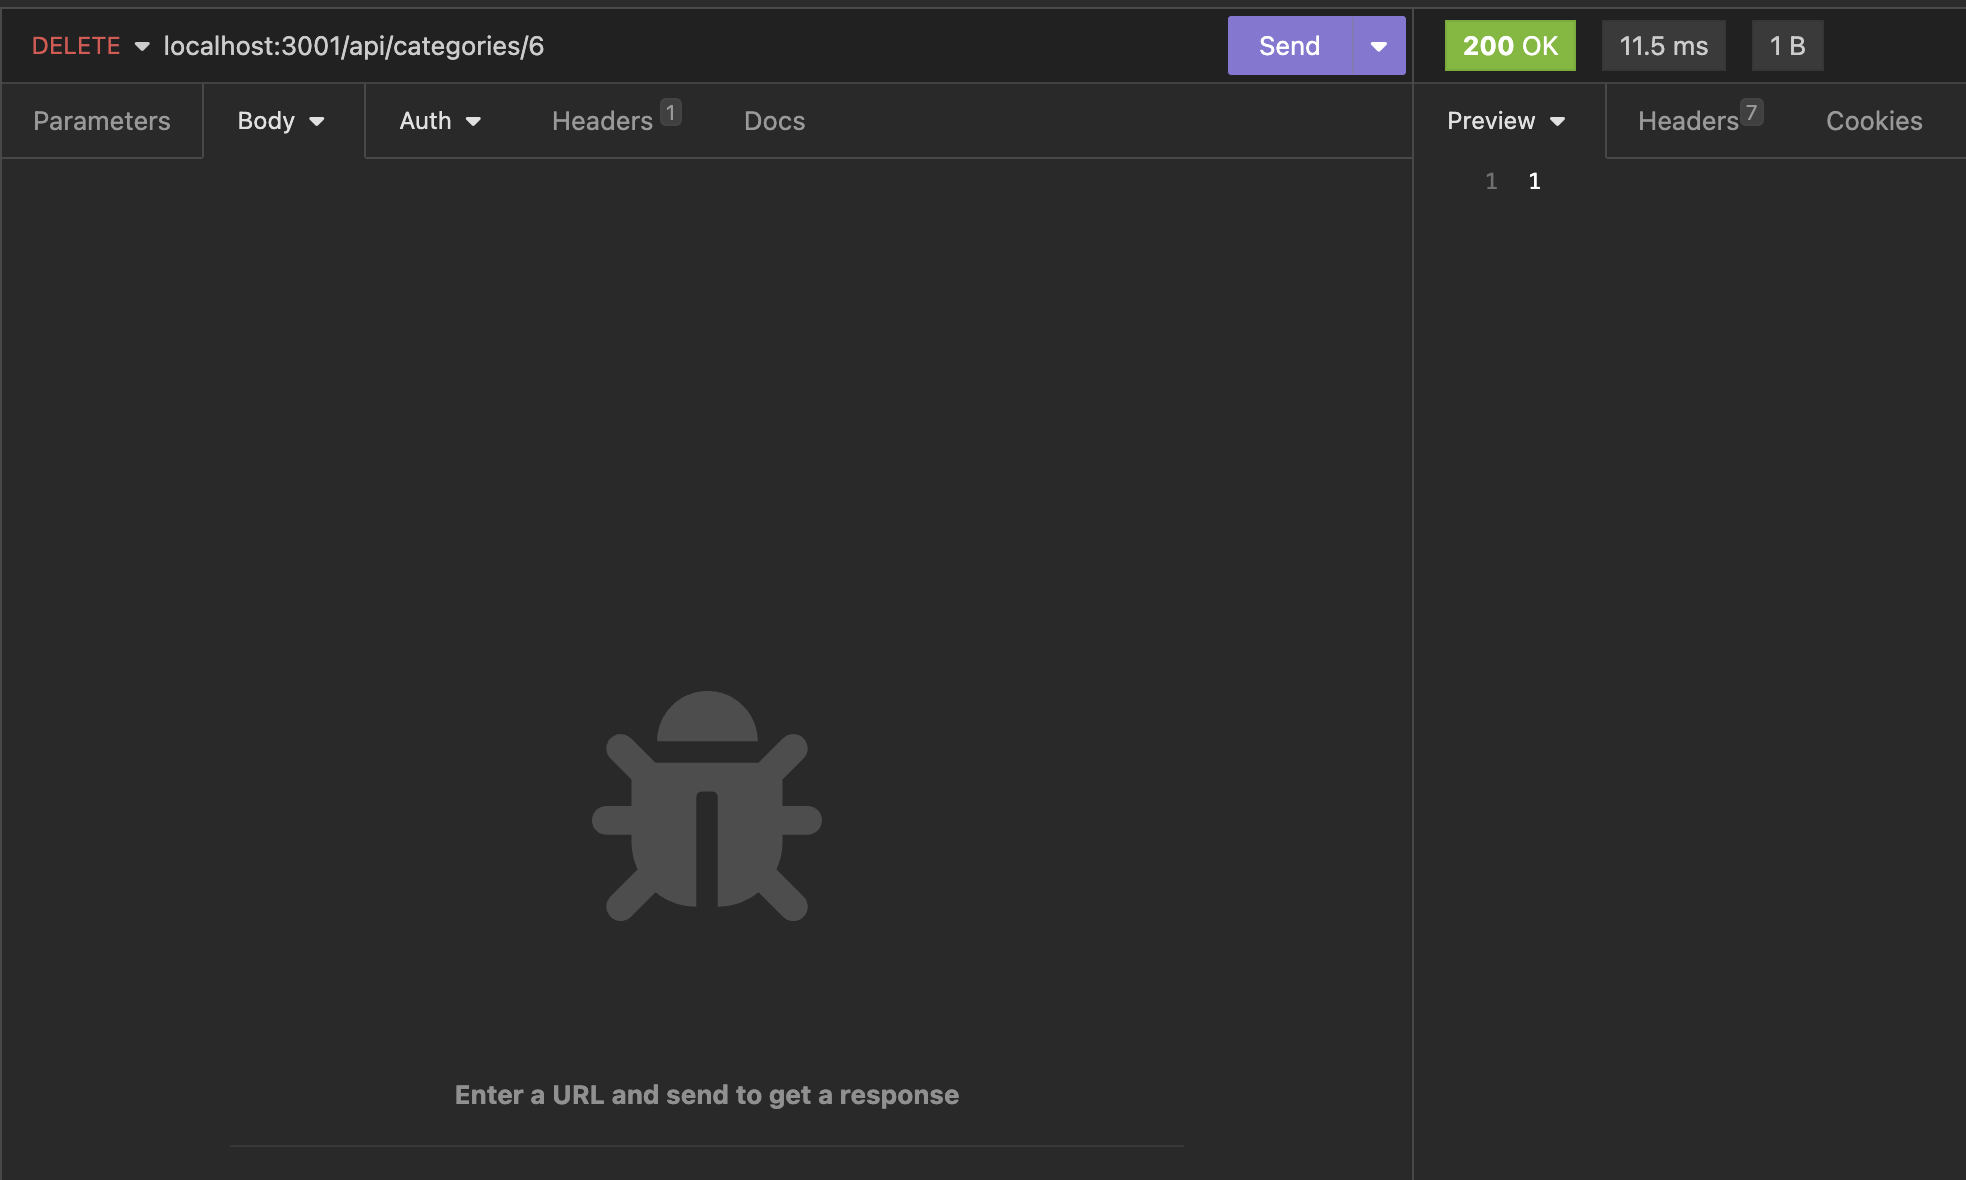 DELETE localhost:3001/api/categories/6 Send 200 OK 11.5 ms 1 B
Parameters Body Auth Headers 1 Docs Preview Headers 7 Cookies
1 1
Enter a URL and send to get a response